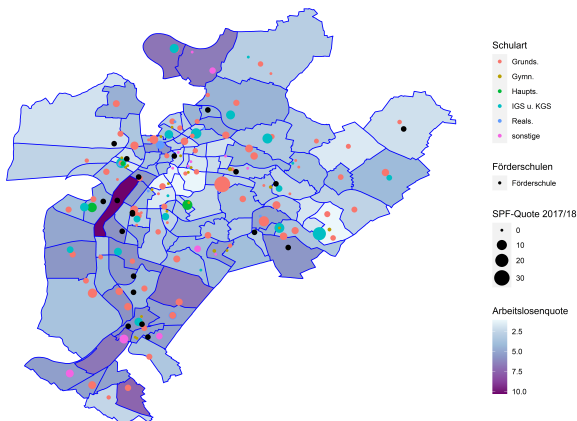 Schulart
Grunds.
Gymn.
Haupts.
IGS u. KGS
Reals.
sonstige
Förderschulen
Förderschule
SPF-Quote 2017/18
0
10
20
30
Arbeitslosenquote
2.5
5.0
7.5
10.0